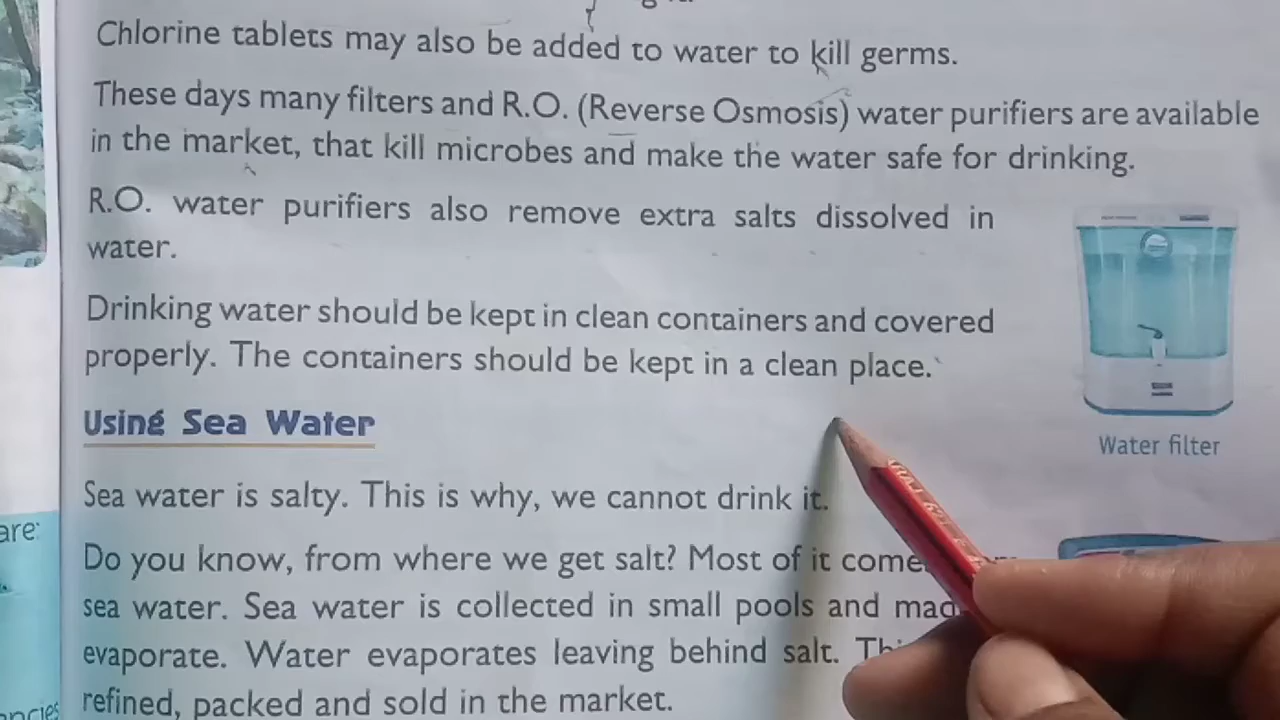 Chlorine tablets may also be added to water to kill germs.
These days many filters and R.O. (Reverse Osmosis) water purifiers are available
in the market, that kill microbes and make the water safe for drinking.
R.O. water purifiers also remove extra salts dissolved in
water.
Drinking water should be kept in clean containers and covered
properly. The containers should be kept in a clean place.
Water filter
Using Sea Water
Sea water is salty. This is why, we cannot drink it.
Do you know, from where we get salt? Most of it come
sea water. Sea water is collected in small pools and mad
evaporate. Water evaporates leaving behind salt. Th
refined, packed and sold in the market.
are:
ncies